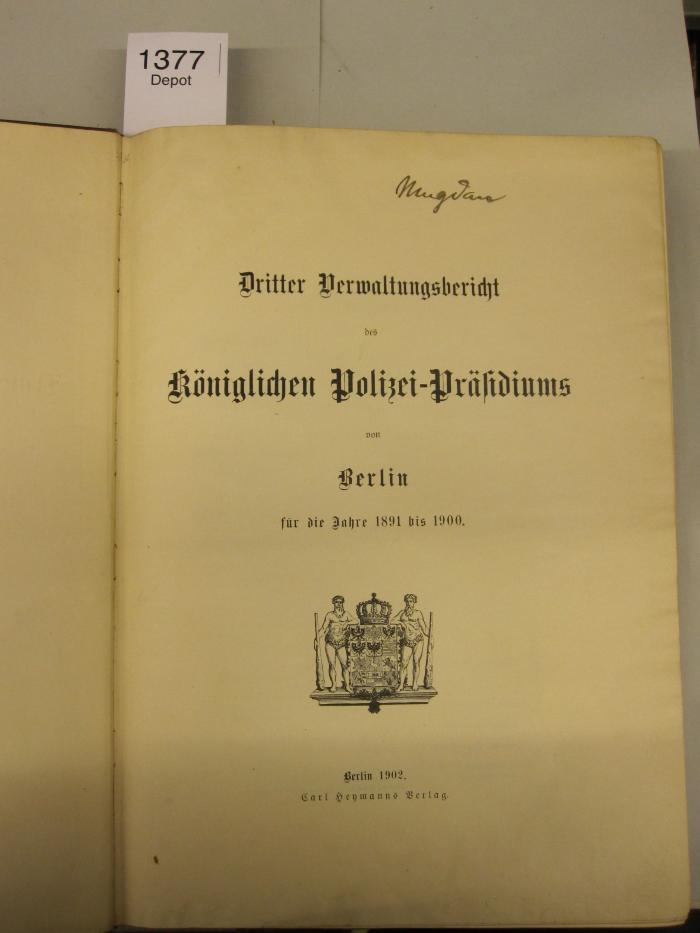 1377
Depot
Mugdan
Dritter Verwaltungsbericht
des
Königlichen Polizei-Präsidiums
von
Berlin
für die Jahre 1891 bis 1900.
Berlin 1902.
Carl Heymanns Verlag.